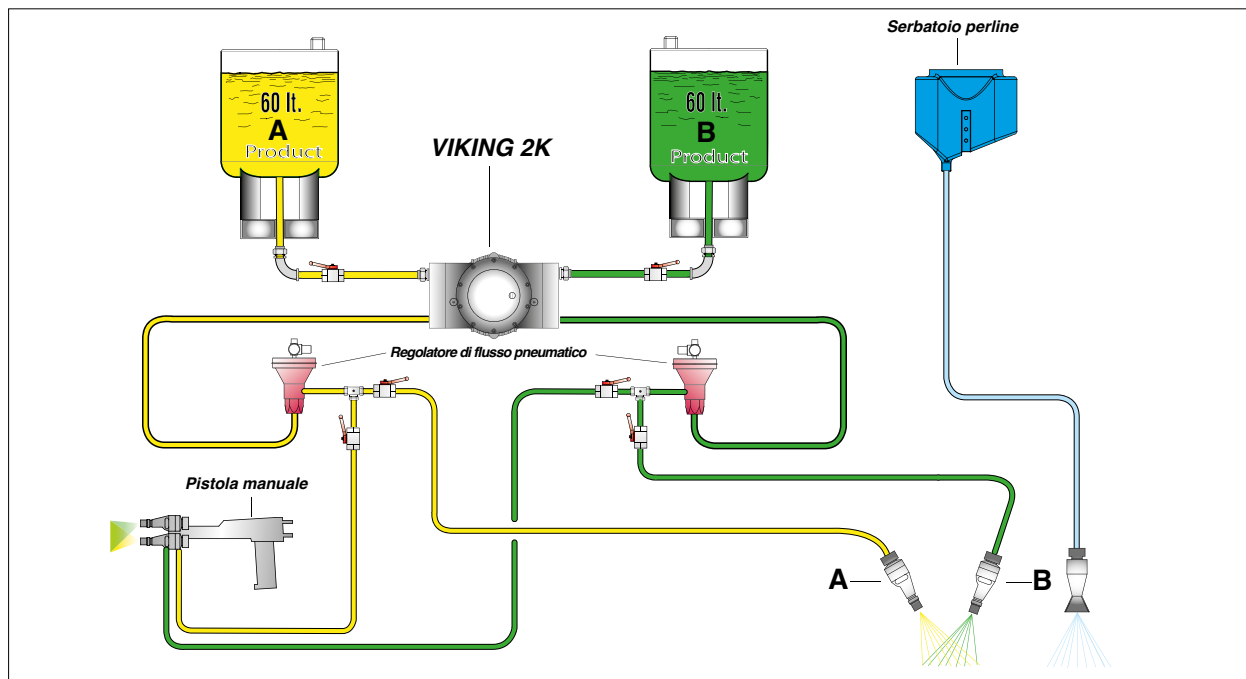 Serbatoio perline
60 lt.
A
Product
VIKING 2K
60 lt.
B
Product
Regolatore di flusso pneumatico
Pistola manuale
A
B